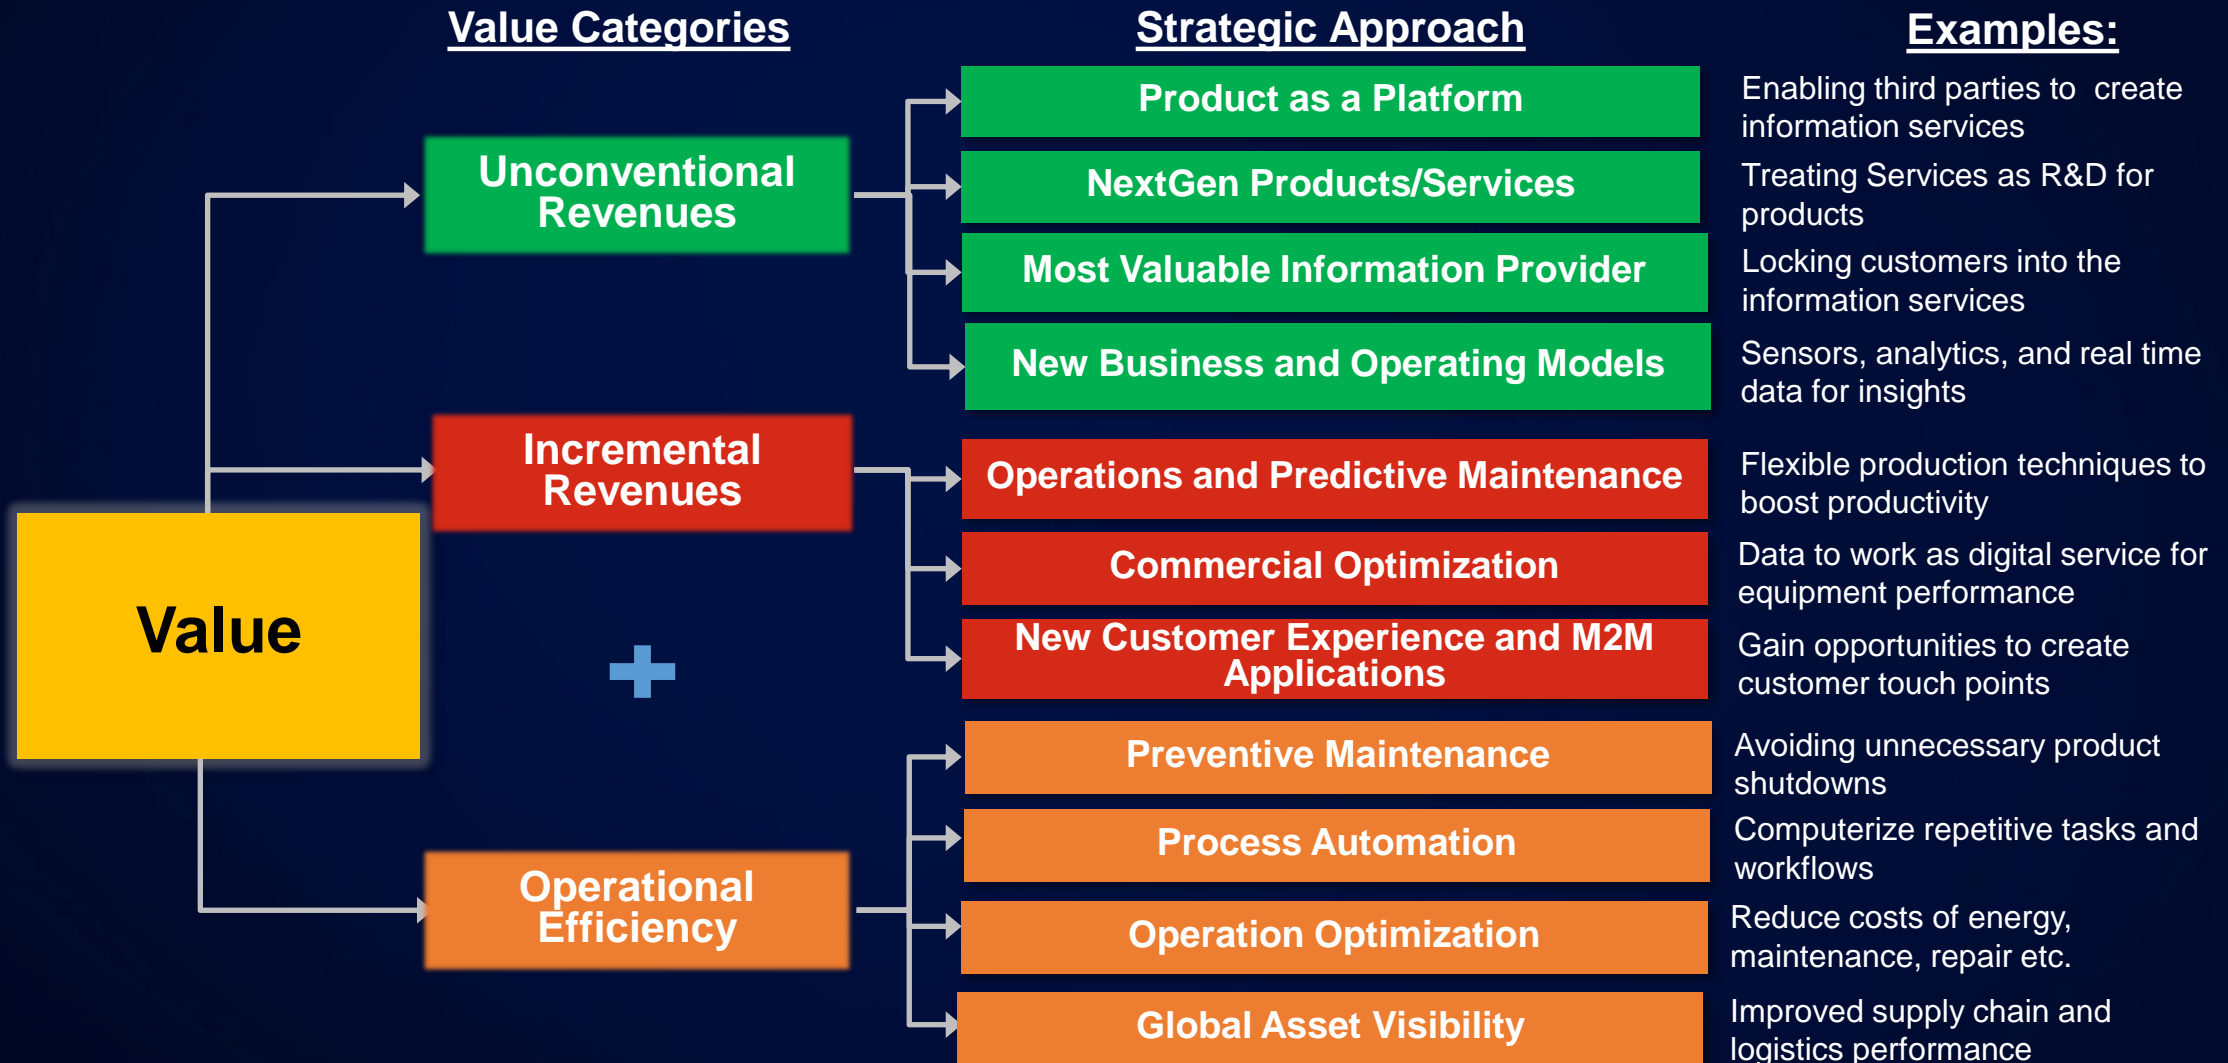 Value Categories
Strategic Approach
Examples:
Value
Unconventional
Revenues
Product as a Platform
Enabling third parties to  create
information services
NextGen Products/Services
Treating Services as R&D for
products
Most Valuable Information Provider
Locking customers into the
information services
New Business and Operating Models
Sensors, analytics, and real time
data for insights
Incremental
Revenues
Operations and Predictive Maintenance
Flexible production techniques to
boost productivity
Commercial Optimization
Data to work as digital service for
equipment performance
New Customer Experience and M2M
Applications
Gain opportunities to create
customer touch points
Operational
Efficiency
Preventive Maintenance
Avoiding unnecessary product
shutdowns
Process Automation
Computerize repetitive tasks and
workflows
Operation Optimization
Reduce costs of energy,
maintenance, repair etc.
Global Asset Visibility
Improved supply chain and
logistics performance